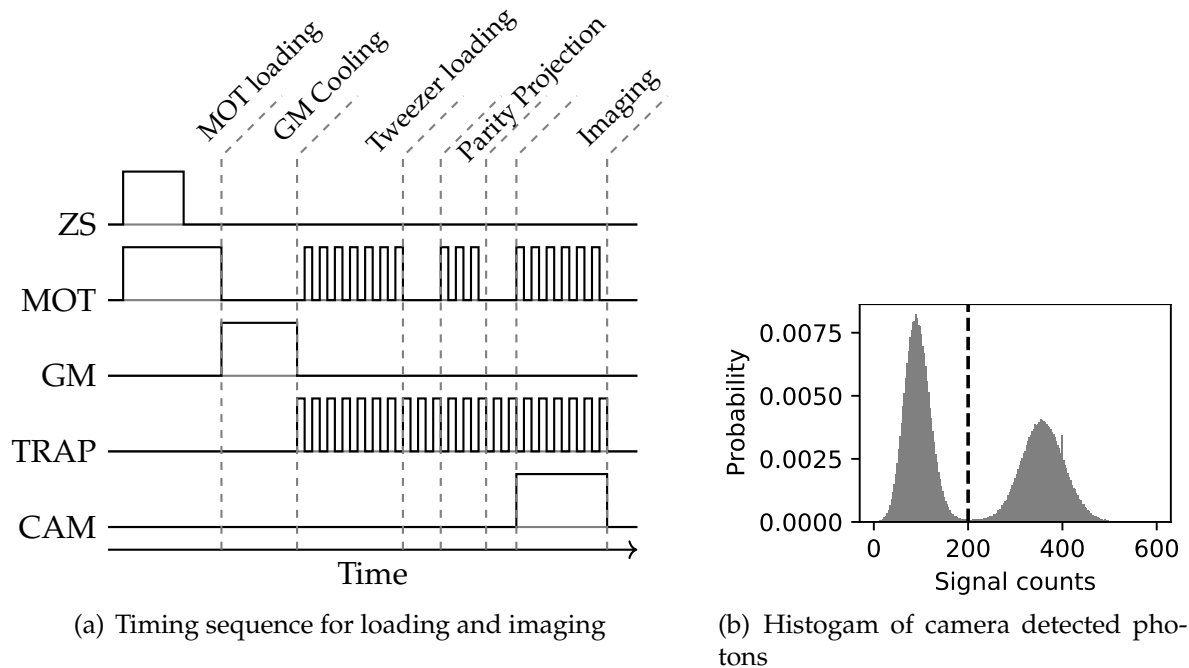 MOT loading
GM Cooling
Tweezer loading
Parity Projection
Imaging
ZS
MOT
GM
TRAP
CAM
Time
(a) Timing sequence for loading and imaging
Probability
0.0075
0.0050
0.0025
0.0000
0 200 400 600
Signal counts
(b) Histogam of camera detected pho-
tons